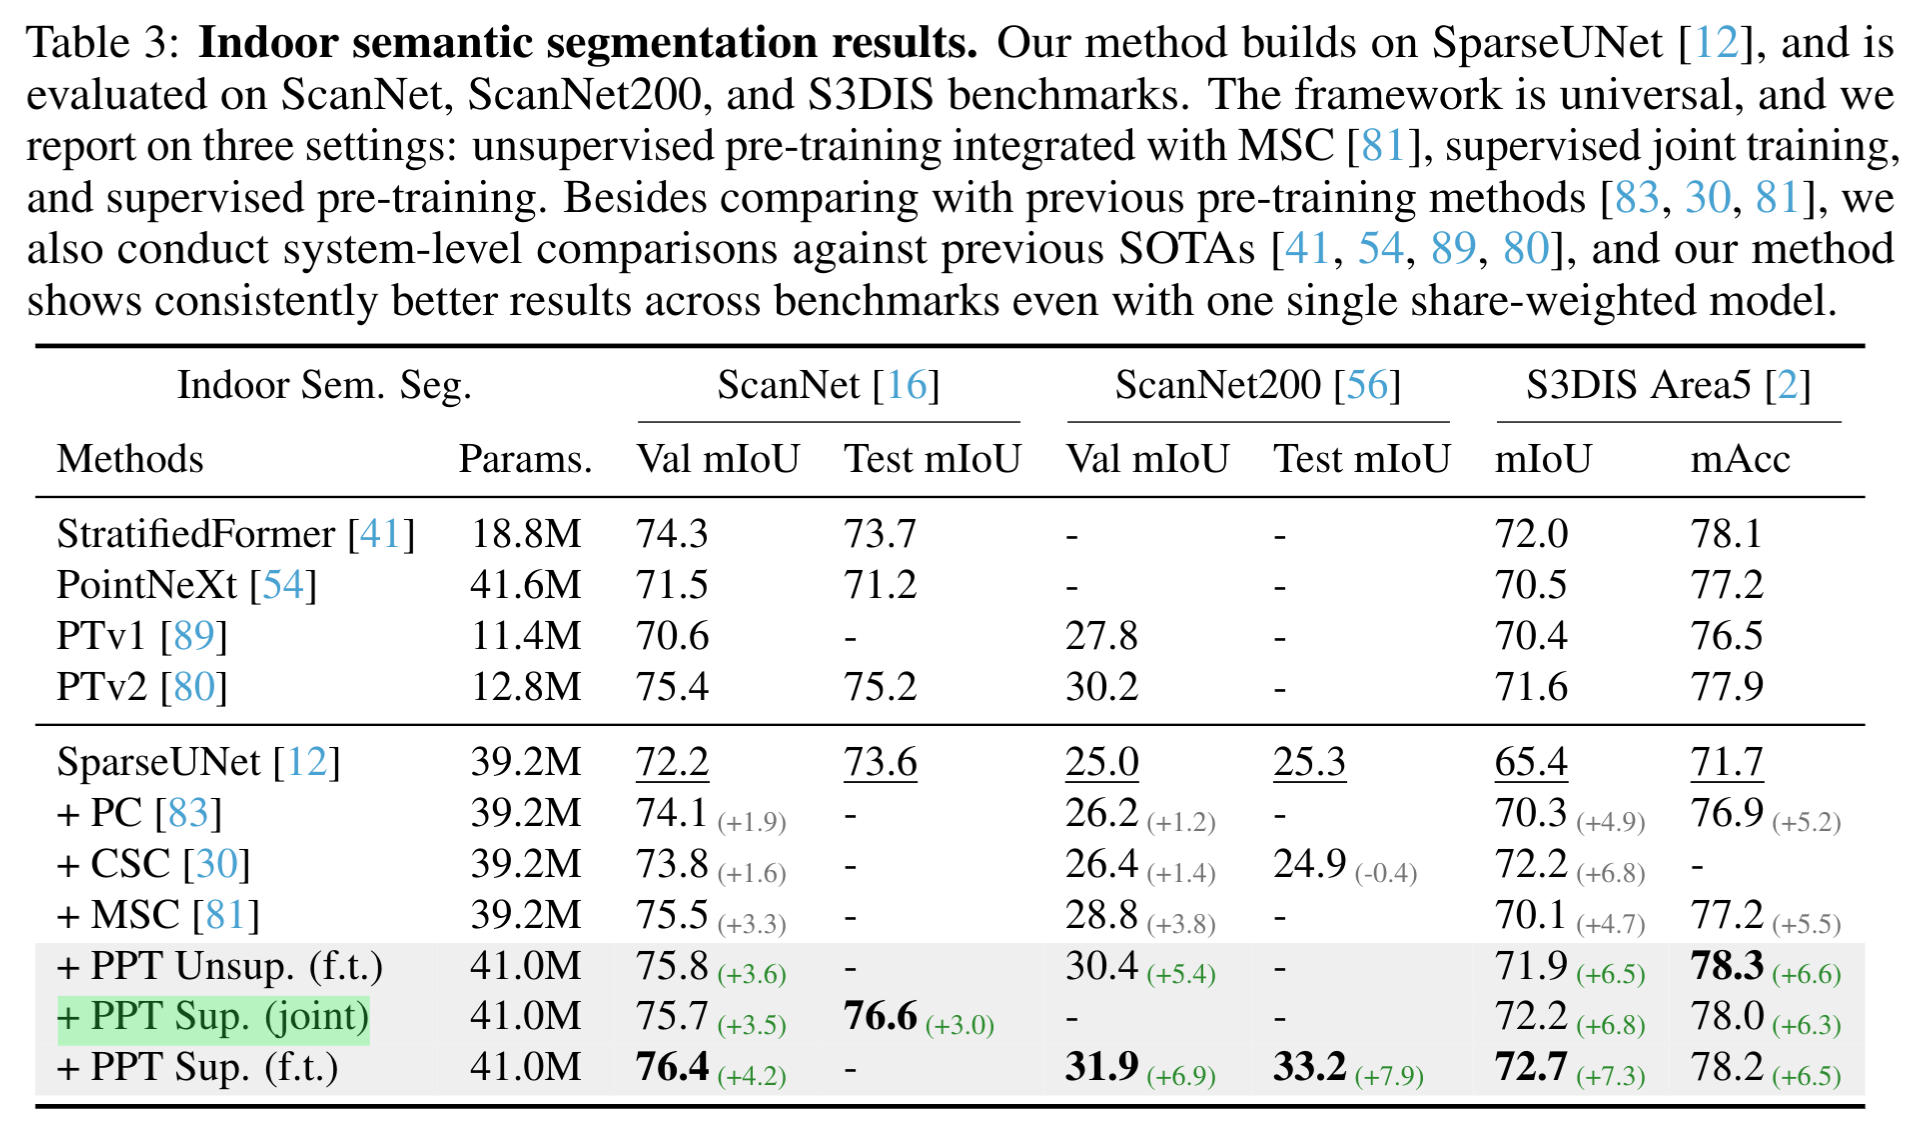 Table 3: Indoor semantic segmentation results. Our method builds on SparseUNet [12], and is
evaluated on ScanNet, ScanNet200, and S3DIS benchmarks. The framework is universal, and we
report on three settings: unsupervised pre-training integrated with MSC [81], supervised joint training,
and supervised pre-training. Besides comparing with previous pre-training methods [83, 30, 81], we
also conduct system-level comparisons against previous SOTAs [41, 54, 89, 80], and our method
shows consistently better results across benchmarks even with one single share-weighted model.
Indoor Sem. Seg. ScanNet [16] ScanNet200 [56] S3DIS Area5 [2]
Methods Params. Val mIoU Test mIoU Val mIoU Test mIoU mIoU mAcc
StratifiedFormer [41] 18.8M 74.3 73.7 - - 72.0 78.1
PointNeXt [54] 41.6M 71.5 71.2 - - 70.5 77.2
PTv1 [89] 11.4M 70.6 - 27.8 - 70.4 76.5
PTv2 [80] 12.8M 75.4 75.2 30.2 - 71.6 77.9
SparseUNet [12] 39.2M 72.2 73.6 25.0 25.3 65.4 71.7
+ PC [83] 39.2M 74.1 (+1.9) - 26.2 (+1.2) - 70.3 (+4.9) 76.9 (+5.2)
+ CSC [30] 39.2M 73.8 (+1.6) - 26.4 (+1.4) 24.9 (-0.4) 72.2 (+6.8) -
+ MSC [81] 39.2M 75.5 (+3.3) - 28.8 (+3.8) - 70.1 (+4.7) 77.2 (+5.5)
+ PPT Unsup. (f.t.) 41.0M 75.8 (+3.6) - 30.4 (+5.4) - 71.9 (+6.5) 78.3 (+6.6)
+ PPT Sup. (joint) 41.0M 75.7 (+3.5) 76.6 (+3.0) - - 72.2 (+6.8) 78.0 (+6.3)
+ PPT Sup. (f.t.) 41.0M 76.4 (+4.2) - 31.9 (+6.9) 33.2 (+7.9) 72.7 (+7.3) 78.2 (+6.5)